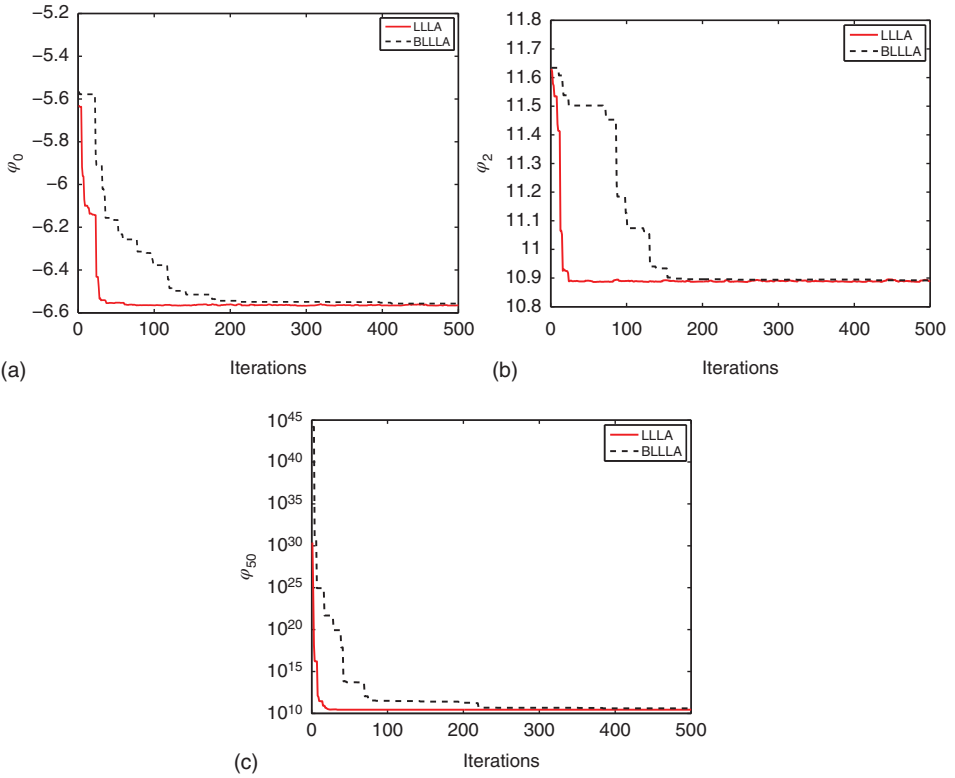 −5.2
−5.4
−5.6
−5.8
−6
−6.2
−6.4
−6.6
φ0
0 100 200 300 400 500
Iterations
LLLA
BLLLA
(a)
11.8
11.7
11.6
11.5
11.4
11.3
11.2
11.1
11
10.9
10.8
φ2
0 100 200 300 400 500
Iterations
LLLA
BLLLA
(b)
10^45
10^40
10^35
10^30
10^25
10^20
10^15
10^10
φ50
0 100 200 300 400 500
Iterations
LLLA
BLLLA
(c)